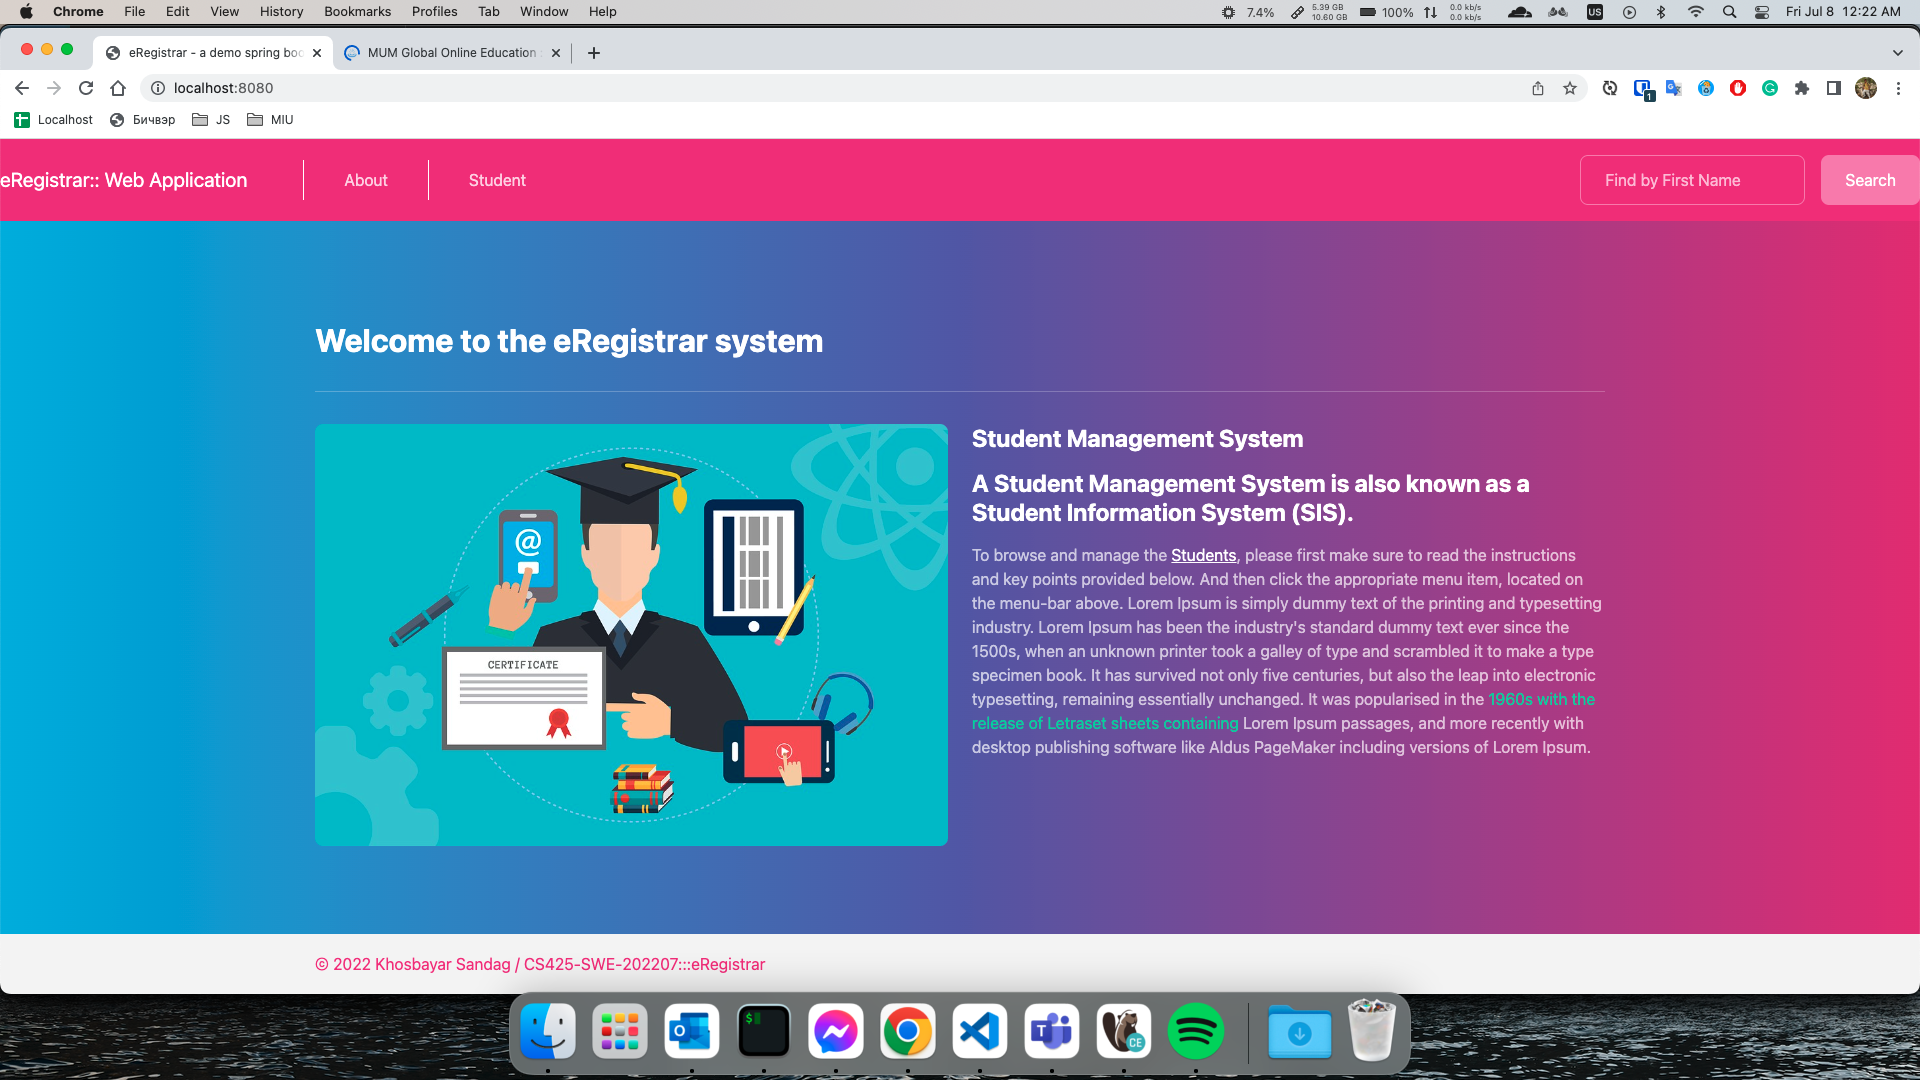 Chrome File Edit View History Bookmarks Profiles Tab Window Help 7.4% 5.39 GB 10.60 GB 100% 0.0 kb/s 0.0 kb/s US Fri Jul 8 12:22 AM
eRegistrar - a demo spring boo MUM Global Online Education :
localhost:8080 1
Localhost Бичвэр JS MIU
eRegistrar:: Web Application About Student Find by First Name Search
Welcome to the eRegistrar system
@
CERTIFICATE
Student Management System
A Student Management System is also known as a
Student Information System (SIS).
To browse and manage the Students, please first make sure to read the instructions
and key points provided below. And then click the appropriate menu item, located on
the menu-bar above. Lorem Ipsum is simply dummy text of the printing and typesetting
industry. Lorem Ipsum has been the industry's standard dummy text ever since the
1500s, when an unknown printer took a galley of type and scrambled it to make a type
specimen book. It has survived not only five centuries, but also the leap into electronic
typesetting, remaining essentially unchanged. It was popularised in the 1960s with the
release of Letraset sheets containing Lorem Ipsum passages, and more recently with
desktop publishing software like Aldus PageMaker including versions of Lorem Ipsum.
© 2022 Khosbayar Sandag / CS425-SWE-202207:::eRegistrar
$ CE